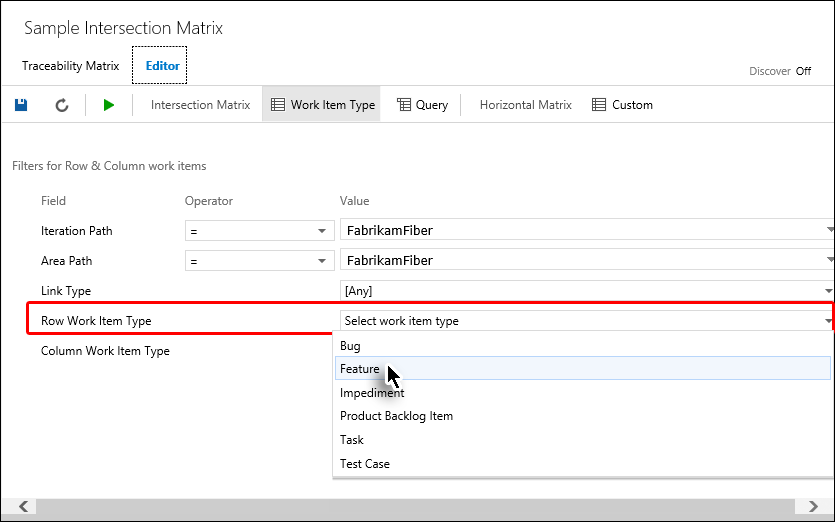 Sample Intersection Matrix
Traceability Matrix Editor
Discover Off
Intersection Matrix Work Item Type Query Horizontal Matrix Custom
Filters for Row & Column work items
Field Operator Value
Iteration Path = FabrikamFiber
Area Path = FabrikamFiber
Link Type [Any]
Row Work Item Type Select work item type
Column Work Item Type
Bug
Feature
Impediment
Product Backlog Item
Task
Test Case